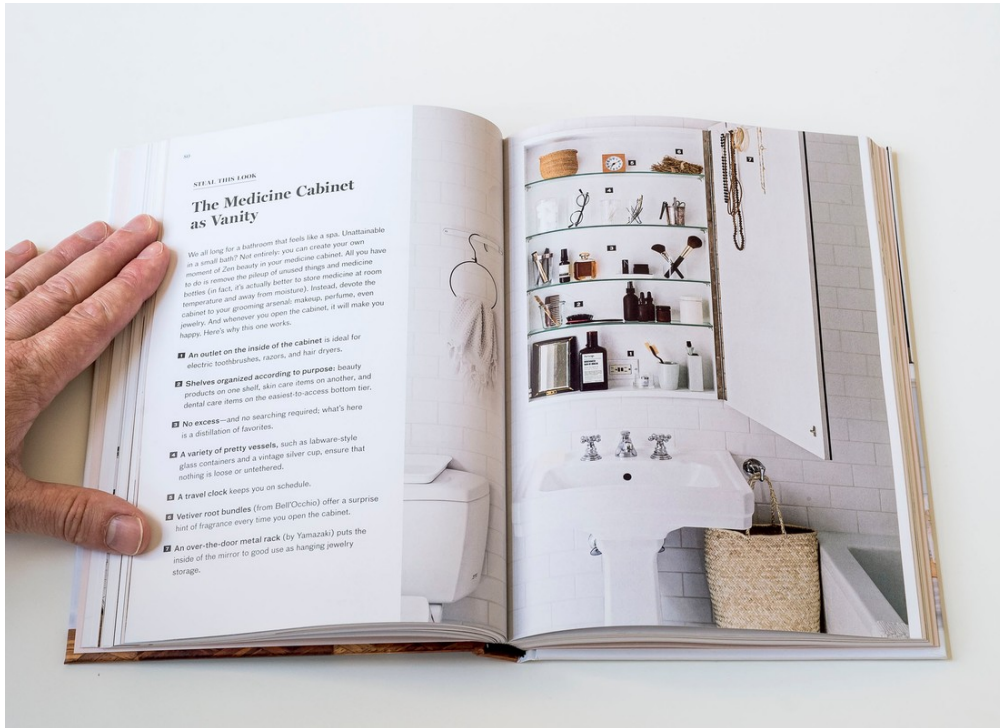 50
STEAL THIS LOOK
The Medicine Cabinet
as Vanity
We all long for a bathroom that feels like a spa. Unattainable
in a small bath? Not entirely: you can create your own
moment of Zen beauty in your medicine cabinet. All you have
to do is remove the pileup of unused things and medicine
bottles (in fact, it's actually better to store medicine at room
temperature and away from moisture). Instead, devote the
cabinet to your grooming arsenal: makeup, perfume, even
jewelry. And whenever you open the cabinet, it will make you
happy. Here's why this one works.
1 An outlet on the inside of the cabinet is ideal for
electric toothbrushes, razors, and hair dryers.
2 Shelves organized according to purpose: beauty
products on one shelf, skin care items on another, and
dental care items on the easiest-to-access bottom tier.
3 No excess—and no searching required; what's here
is a distillation of favorites.
4 A variety of pretty vessels, such as labware-style
glass containers and a vintage silver cup, ensure that
nothing is loose or untethered.
5 A travel clock keeps you on schedule.
6 Vetiver root bundles (from Bell'Occhio) offer a surprise
hint of fragrance every time you open the cabinet.
7 An over-the-door metal rack (by Yamazaki) puts the
inside of the mirror to good use as hanging jewelry
storage.
6
5
7
4
3
2
1